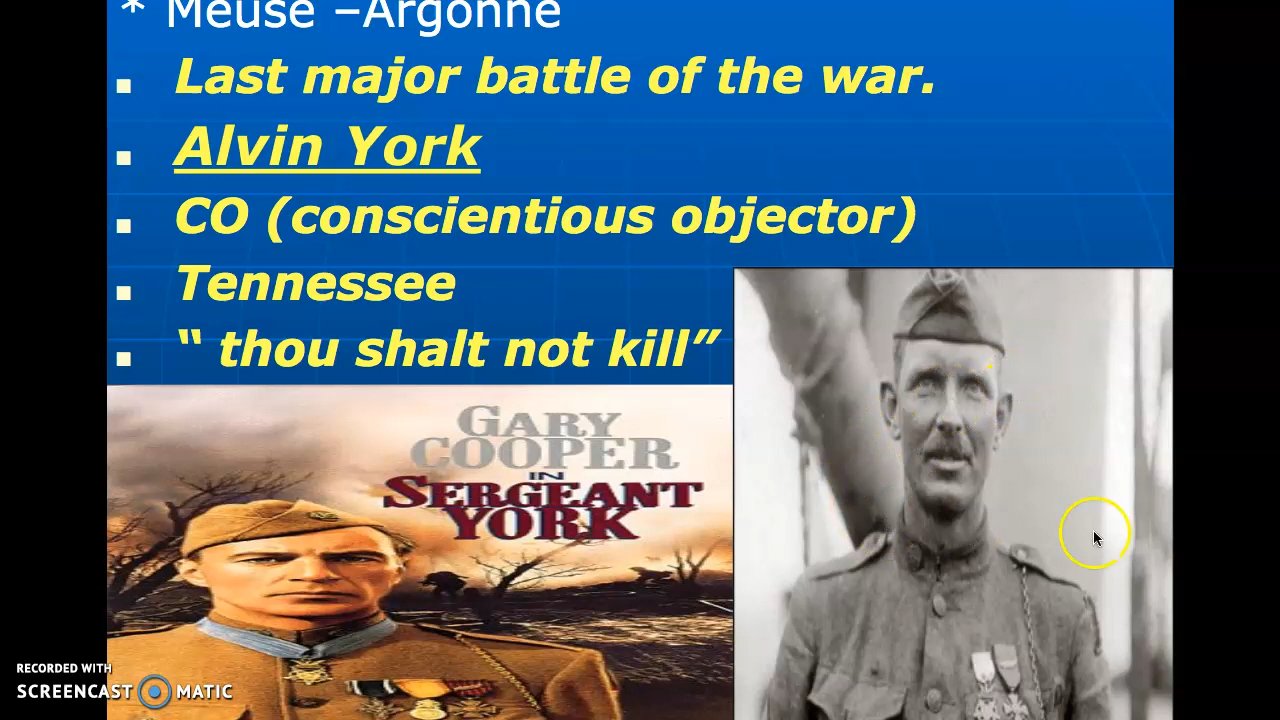 * Meuse –Argonne
▪ Last major battle of the war.
▪ Alvin York
▪ CO (conscientious objector)
▪ Tennessee
▪ “ thou shalt not kill”
GARY
COOPER
IN
SERGEANT
YORK
RECORDED WITH
SCREENCAST MATIC